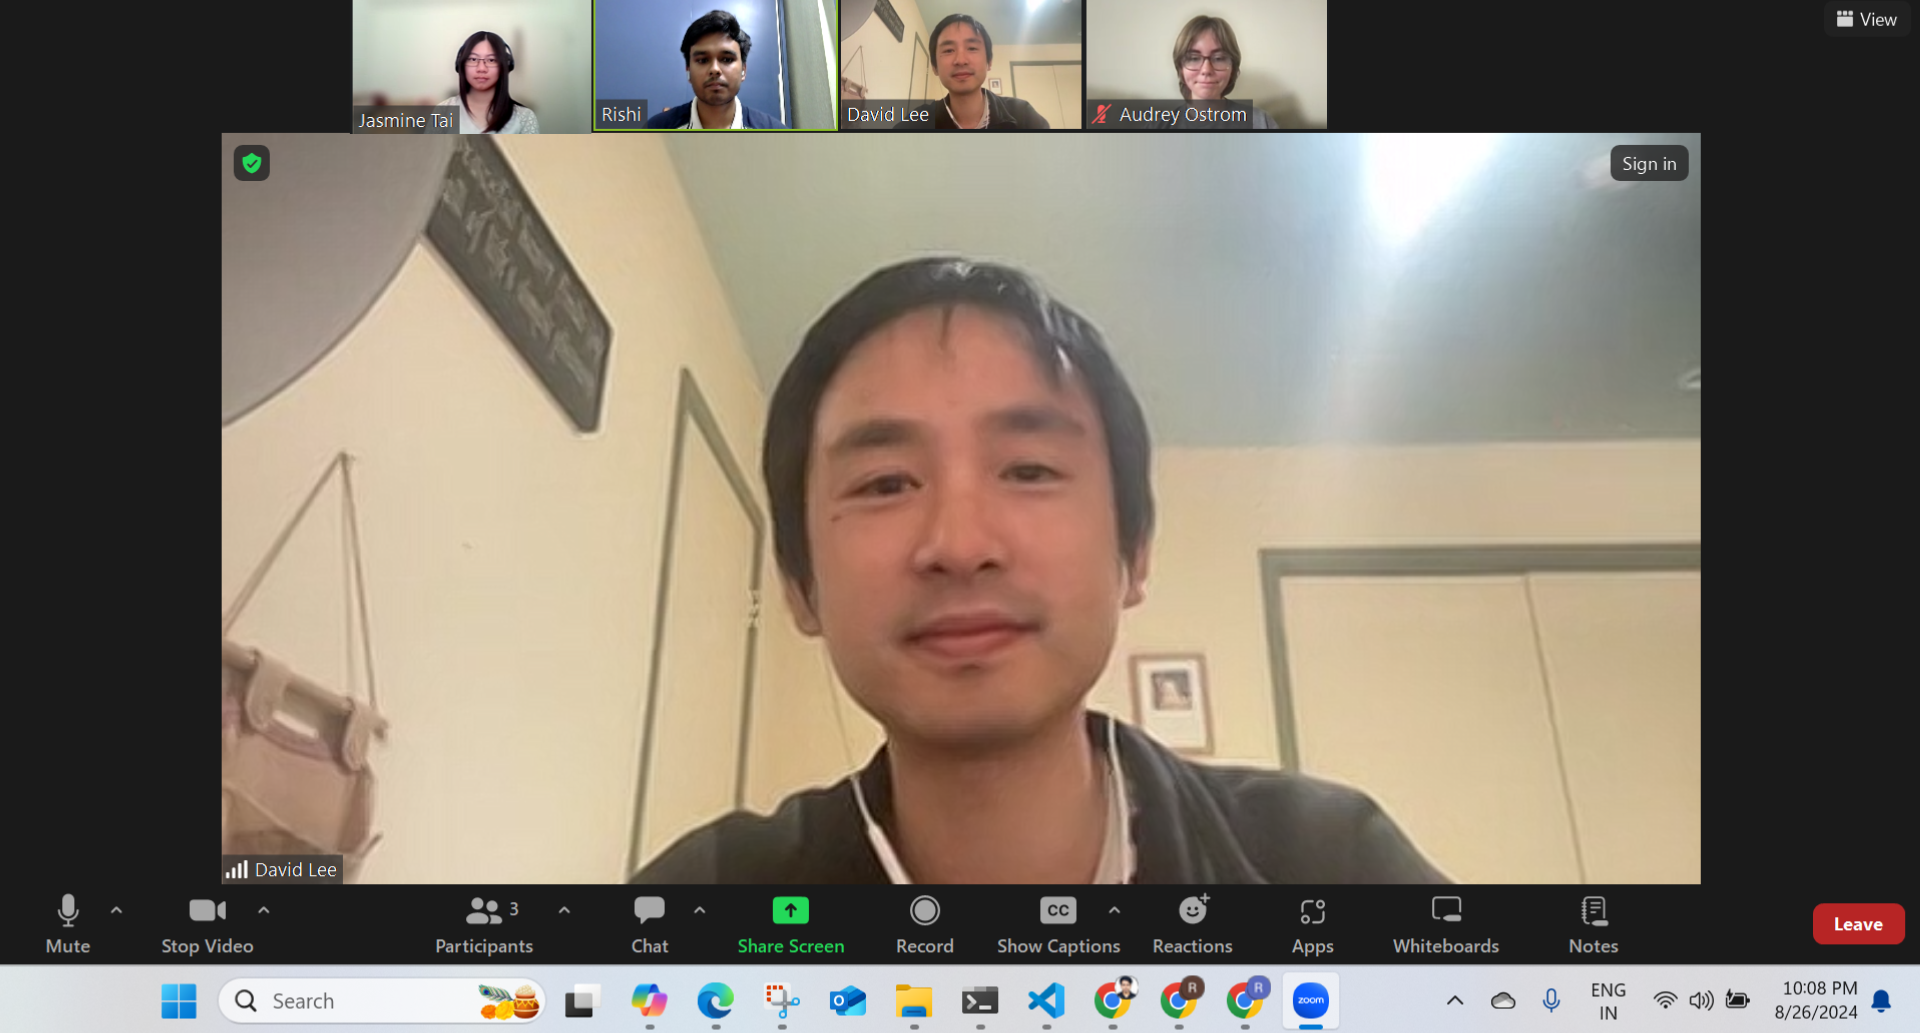 View
Jasmine Tai
Rishi
David Lee
Audrey Ostrom
Sign in
David Lee
3
CC
Mute
Stop Video
Participants
Chat
Share Screen
Record
Show Captions
Reactions
Apps
Whiteboards
Notes
Leave
Search
R
R
zoom
ENG
IN
10:08 PM
8/26/2024